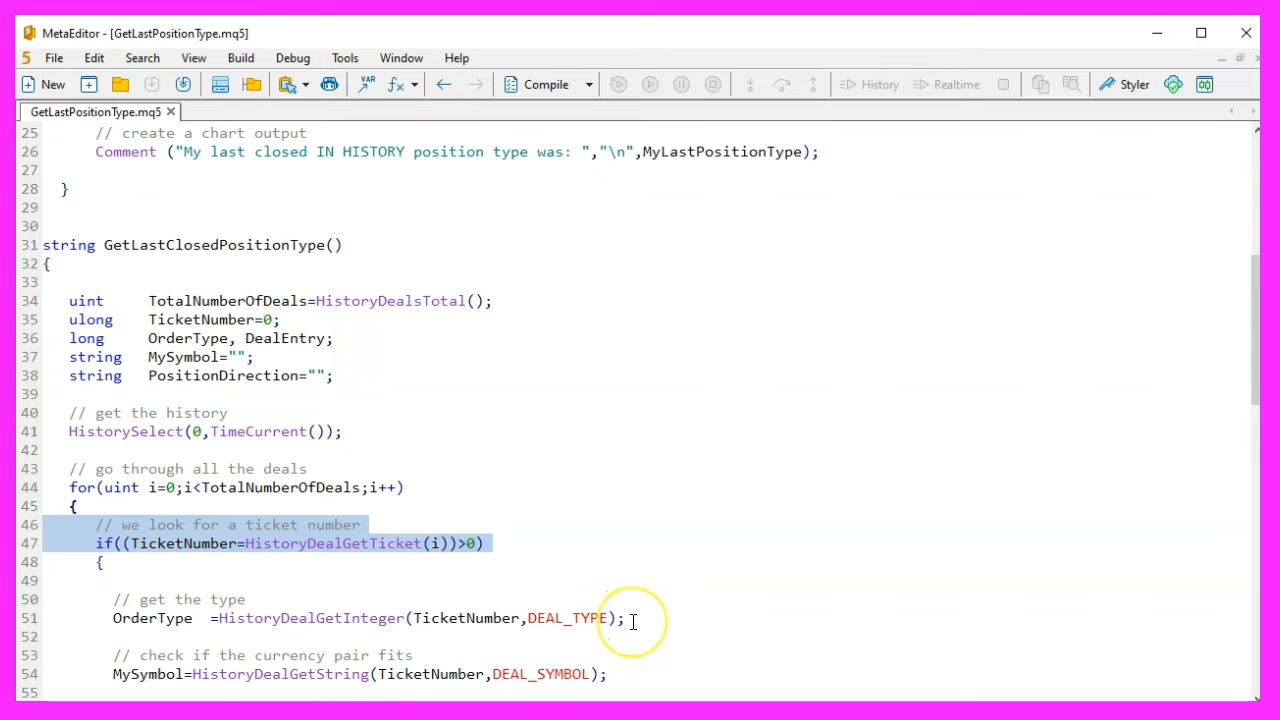 MetaEditor - [GetLastPositionType.mq5]
5 File Edit Search View Build Debug Tools Window Help
New VAR fx Compile History Realtime Styler
GetLastPositionType.mq5
25 // create a chart output
26 Comment ("My last closed IN HISTORY position type was: ","\n",MyLastPositionType);
27
28 }
29
30
31 string GetLastClosedPositionType()
32 {
33
34 uint TotalNumberOfDeals=HistoryDealsTotal();
35 ulong TicketNumber=0;
36 long OrderType, DealEntry;
37 string MySymbol="";
38 string PositionDirection="";
39
40 // get the history
41 HistorySelect(0,TimeCurrent());
42
43 // go through all the deals
44 for(uint i=0;i<TotalNumberOfDeals;i++)
45 {
46 // we look for a ticket number
47 if((TicketNumber=HistoryDealGetTicket(i))>0)
48 {
49
50 // get the type
51 OrderType =HistoryDealGetInteger(TicketNumber,DEAL_TYPE);
52
53 // check if the currency pair fits
54 MySymbol=HistoryDealGetString(TicketNumber,DEAL_SYMBOL);
55